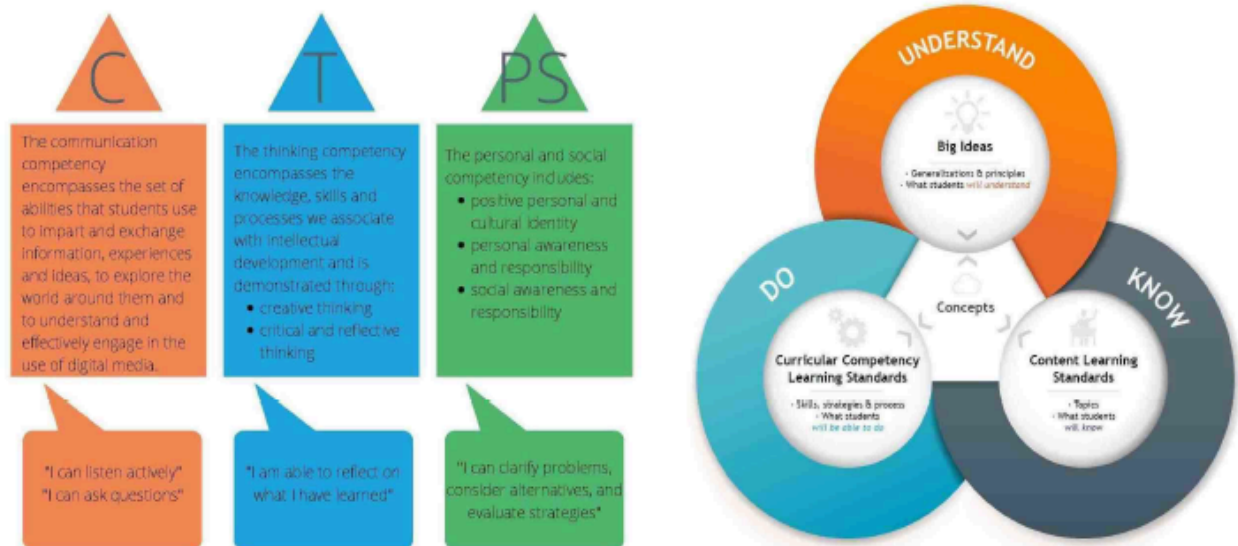 C
The communication
competency
encompasses the set of
abilities that students use
to impart and exchange
information, experiences
and ideas, to explore the
world around them and
to understand and
effectively engage in the
use of digital media.
"I can listen actively"
"I can ask questions"
T
The thinking competency
encompasses the
knowledge, skills and
processes we associate
with intellectual
development and is
demonstrated through:
• creative thinking
• critical and reflective
thinking
"I am able to reflect on
what I have learned"
PS
The personal and social
competency includes:
• positive personal and
cultural identity
• personal awareness
and responsibility
• social awareness and
responsibility
"I can clarify problems,
consider alternatives, and
evaluate strategies"
UNDERSTAND
Big Ideas
• Generalizations & principles
• What students will understand
DO
Curricular Competency
Learning Standards
• Skills, strategies & process
• What students
will be able to do
Concepts
KNOW
Content Learning
Standards
• Topics
• What students
will know